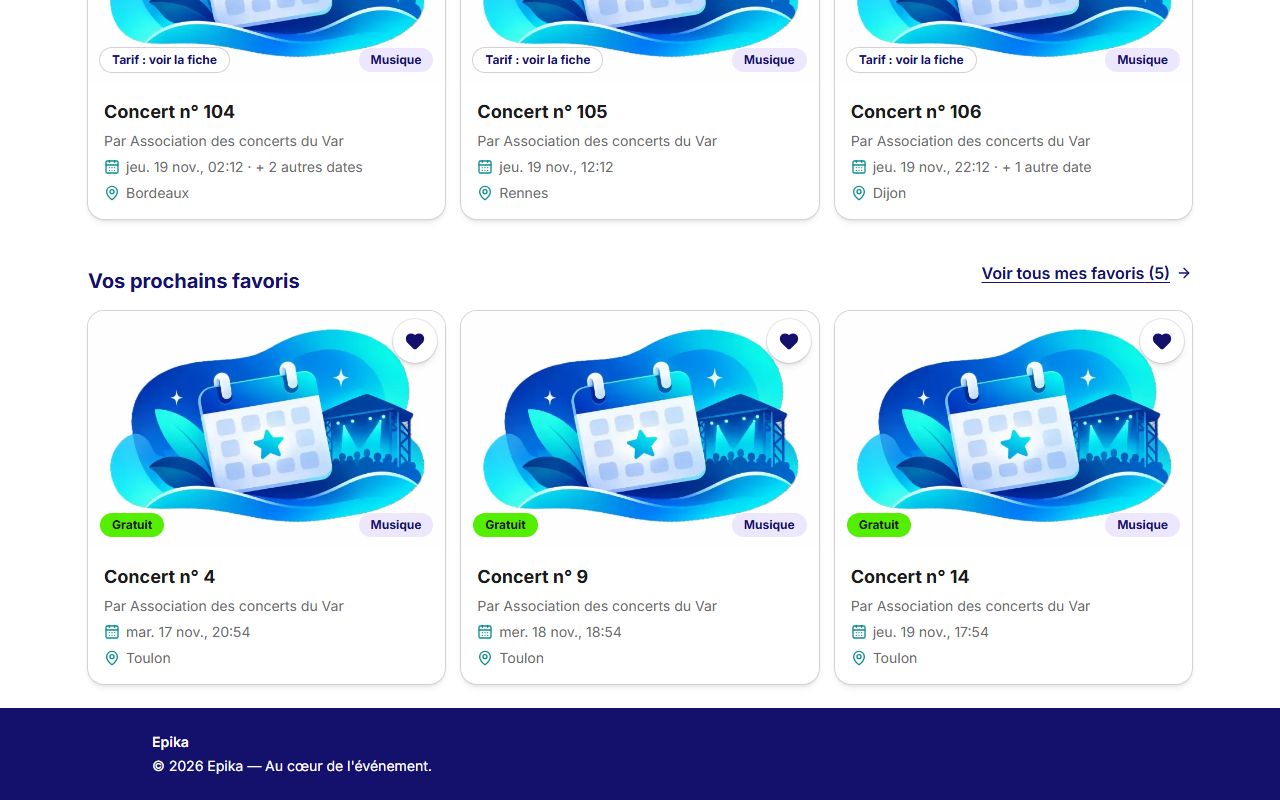 Tarif : voir la fiche
Musique
Tarif : voir la fiche
Musique
Tarif : voir la fiche
Musique
Concert n° 104
Par Association des concerts du Var
jeu. 19 nov., 02:12 · + 2 autres dates
Bordeaux
Concert n° 105
Par Association des concerts du Var
jeu. 19 nov., 12:12
Rennes
Concert n° 106
Par Association des concerts du Var
jeu. 19 nov., 22:12 · + 1 autre date
Dijon
Vos prochains favoris
Voir tous mes favoris (5)
Gratuit
Musique
Concert n° 4
Par Association des concerts du Var
mar. 17 nov., 20:54
Toulon
Gratuit
Musique
Concert n° 9
Par Association des concerts du Var
mer. 18 nov., 18:54
Toulon
Gratuit
Musique
Concert n° 14
Par Association des concerts du Var
jeu. 19 nov., 17:54
Toulon
Epika
© 2026 Epika — Au cœur de l'événement.